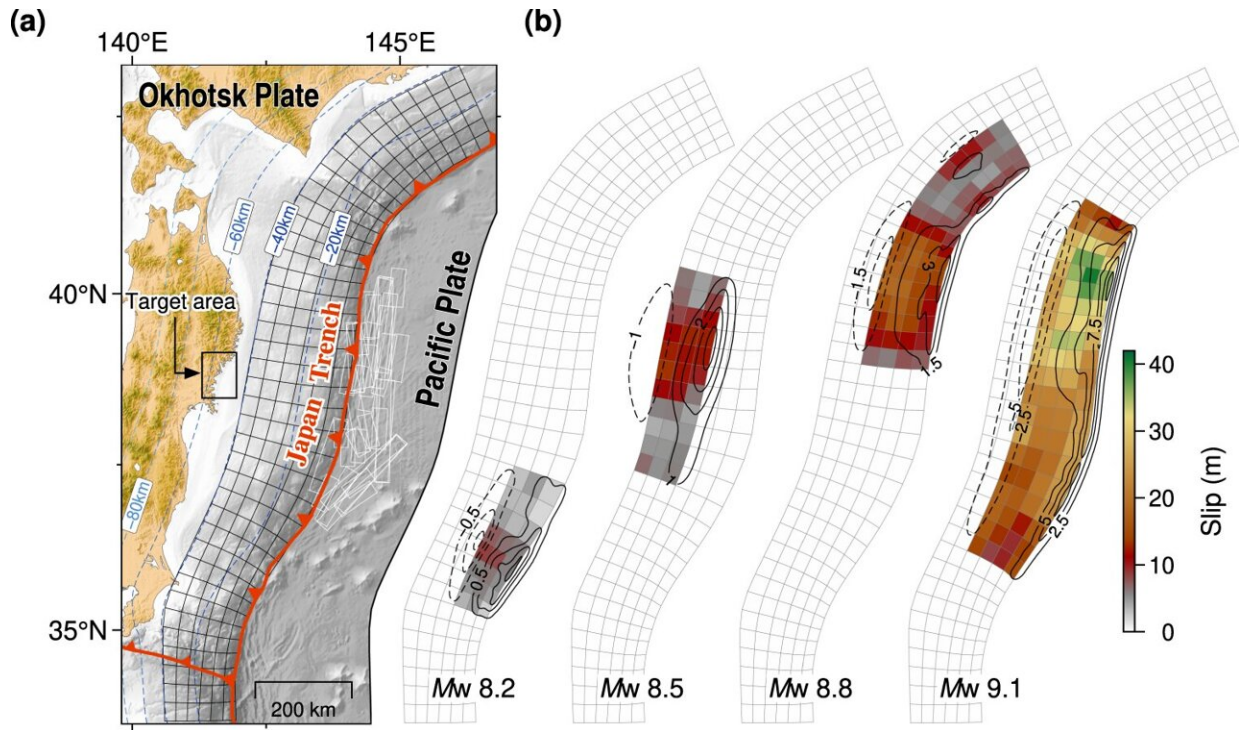 (a)
(b)
140°E
145°E
Okhotsk Plate
-60km
-40km
-20km
40°N
Target area
Japan Trench
Pacific Plate
-80km
35°N
200 km
-0.5
0.5
Mw 8.2
-1
2
1
Mw 8.5
-1.5
3
1.5
Mw 8.8
-2.5
-2.5
7.5
5
2.5
Mw 9.1
40
30
20
10
0
Slip (m)